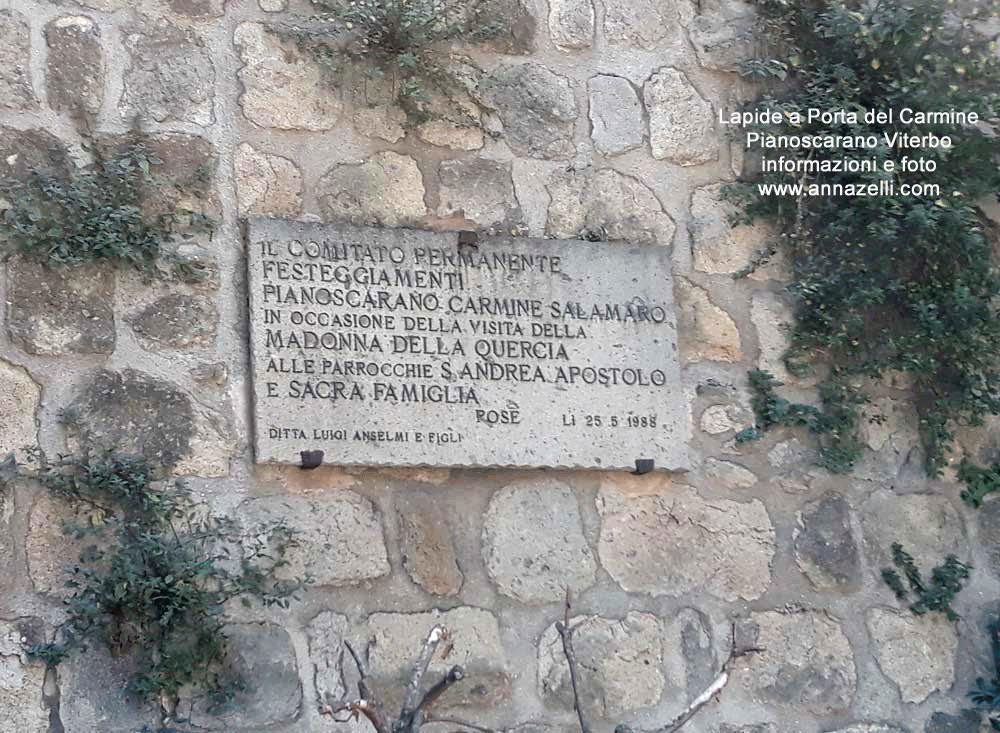 Lapide a Porta del Carmine
Pianoscarano Viterbo
informazioni e foto
www.annazelli.com
IL COMITATO PERMANENTE
FESTEGGIAMENTI
PIANOSCARANO CARMINE SALAMARO
IN OCCASIONE DELLA VISITA DELLA
MADONNA DELLA QUERCIA
ALLE PARROCCHIE S. ANDREA APOSTOLO
E SACRA FAMIGLIA
POSE LÌ 25 5 1988
DITTA LUIGI ANSELMI E FIGLI